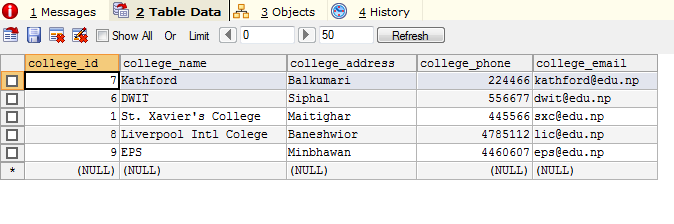 1 Messages 2 Table Data 3 Objects 4 History
Show All Or Limit 0 50 Refresh
college_id college_name college_address college_phone college_email
7 Kathford Balkumari 224466 kathford@edu.np
6 DWIT Siphal 556677 dwit@edu.np
1 St. Xavier's College Maitighar 445566 sxc@edu.np
8 Liverpool Intl Colege Baneshwior 4785112 lic@edu.np
9 EPS Minbhawan 4460607 eps@edu.np
* (NULL) (NULL) (NULL) (NULL) (NULL)